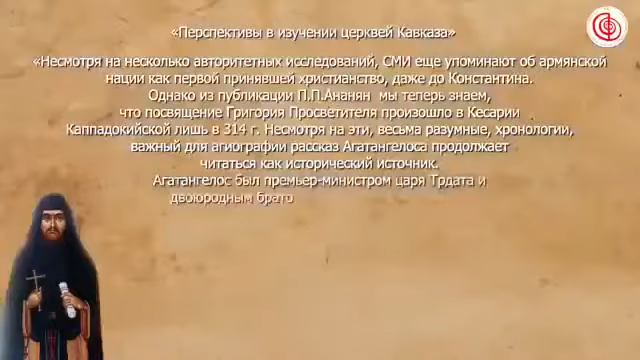 «Перспективы в изучении церквей Кавказа»
«Несмотря на несколько авторитетных исследований, СМИ еще упоминают об армянской
нации как первой принявшей христианство, даже до Константина.
Однако из публикации П.П.Ананян мы теперь знаем,
что посвящение Григория Просветителя произошло в Кесарии
Каппадокийской лишь в 314 г. Несмотря на эти, весьма разумные, хронологии,
важный для агиографии рассказ Агатангелоса продолжает
читаться как исторический источник.
Агатангелос был премьер-министром царя Трдата и
двоюродным брато